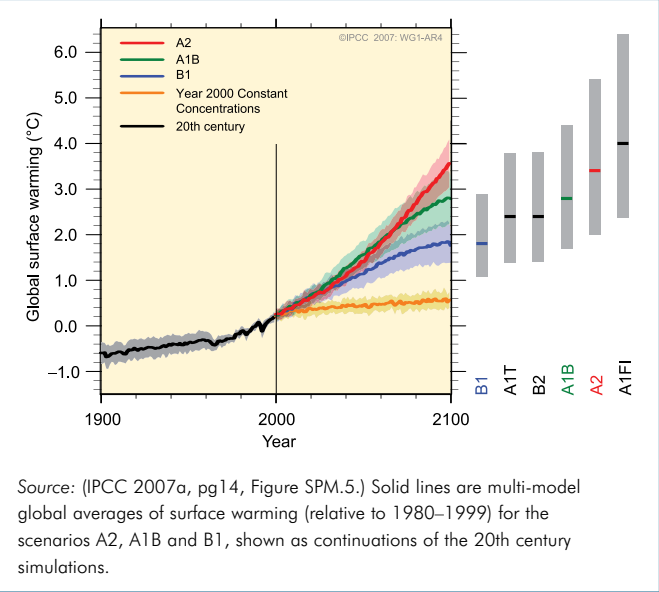 ©IPCC 2007: WG1-AR4
A2
A1B
B1
Year 2000 Constant
Concentrations
20th century
Global surface warming (°C)
6.0
5.0
4.0
3.0
2.0
1.0
0.0
–1.0
1900
2000
2100
Year
B1
A1T
B2
A1B
A2
A1FI
Source: (IPCC 2007a, pg14, Figure SPM.5.) Solid lines are multi-model
global averages of surface warming (relative to 1980–1999) for the
scenarios A2, A1B and B1, shown as continuations of the 20th century
simulations.